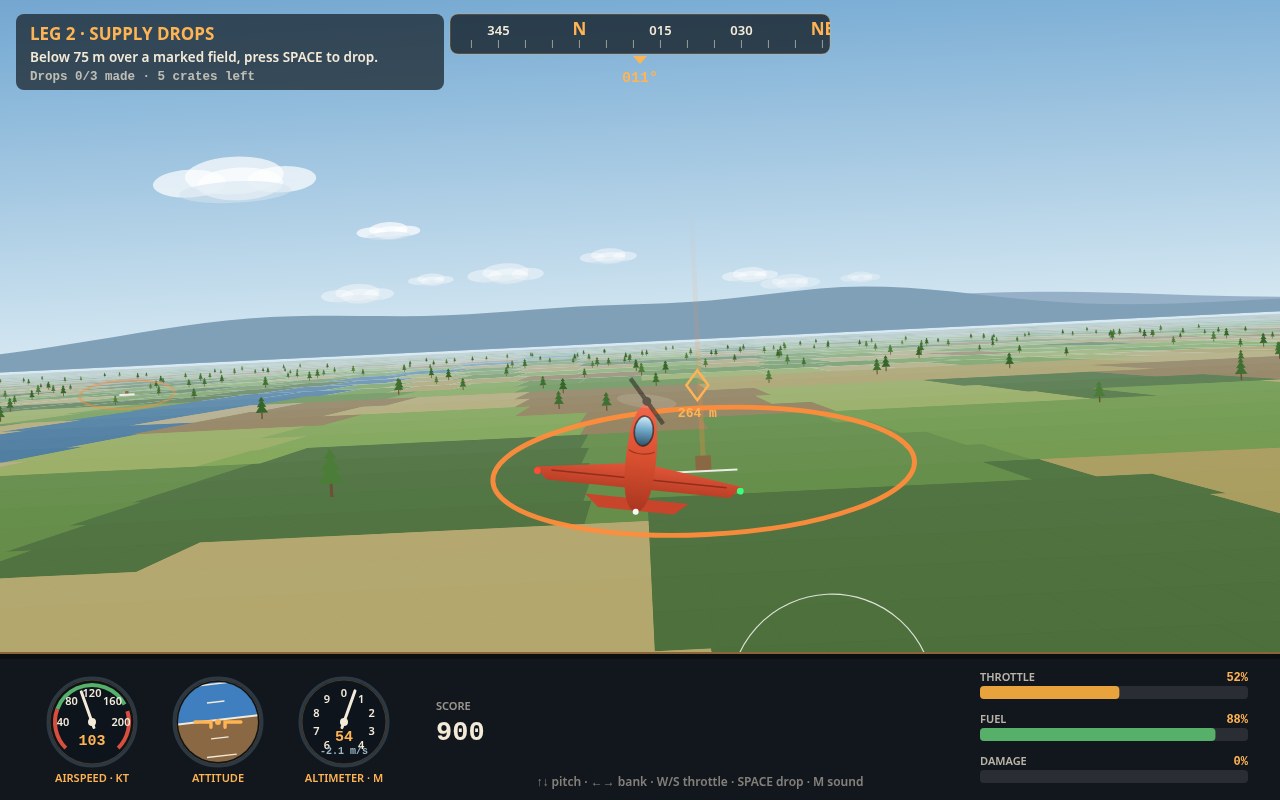 LEG 2 · SUPPLY DROPS
Below 75 m over a marked field, press SPACE to drop.
Drops 0/3 made · 5 crates left
345 N 015 030 NE
011°
264 m
40 80 120 160 200
103
AIRSPEED · KT
ATTITUDE
0 1 2 3 4 6 7 8 9
54
-2.1 m/s
ALTIMETER · M
SCORE
900
↑↓ pitch · ←→ bank · W/S throttle · SPACE drop · M sound
THROTTLE 52%
FUEL 88%
DAMAGE 0%